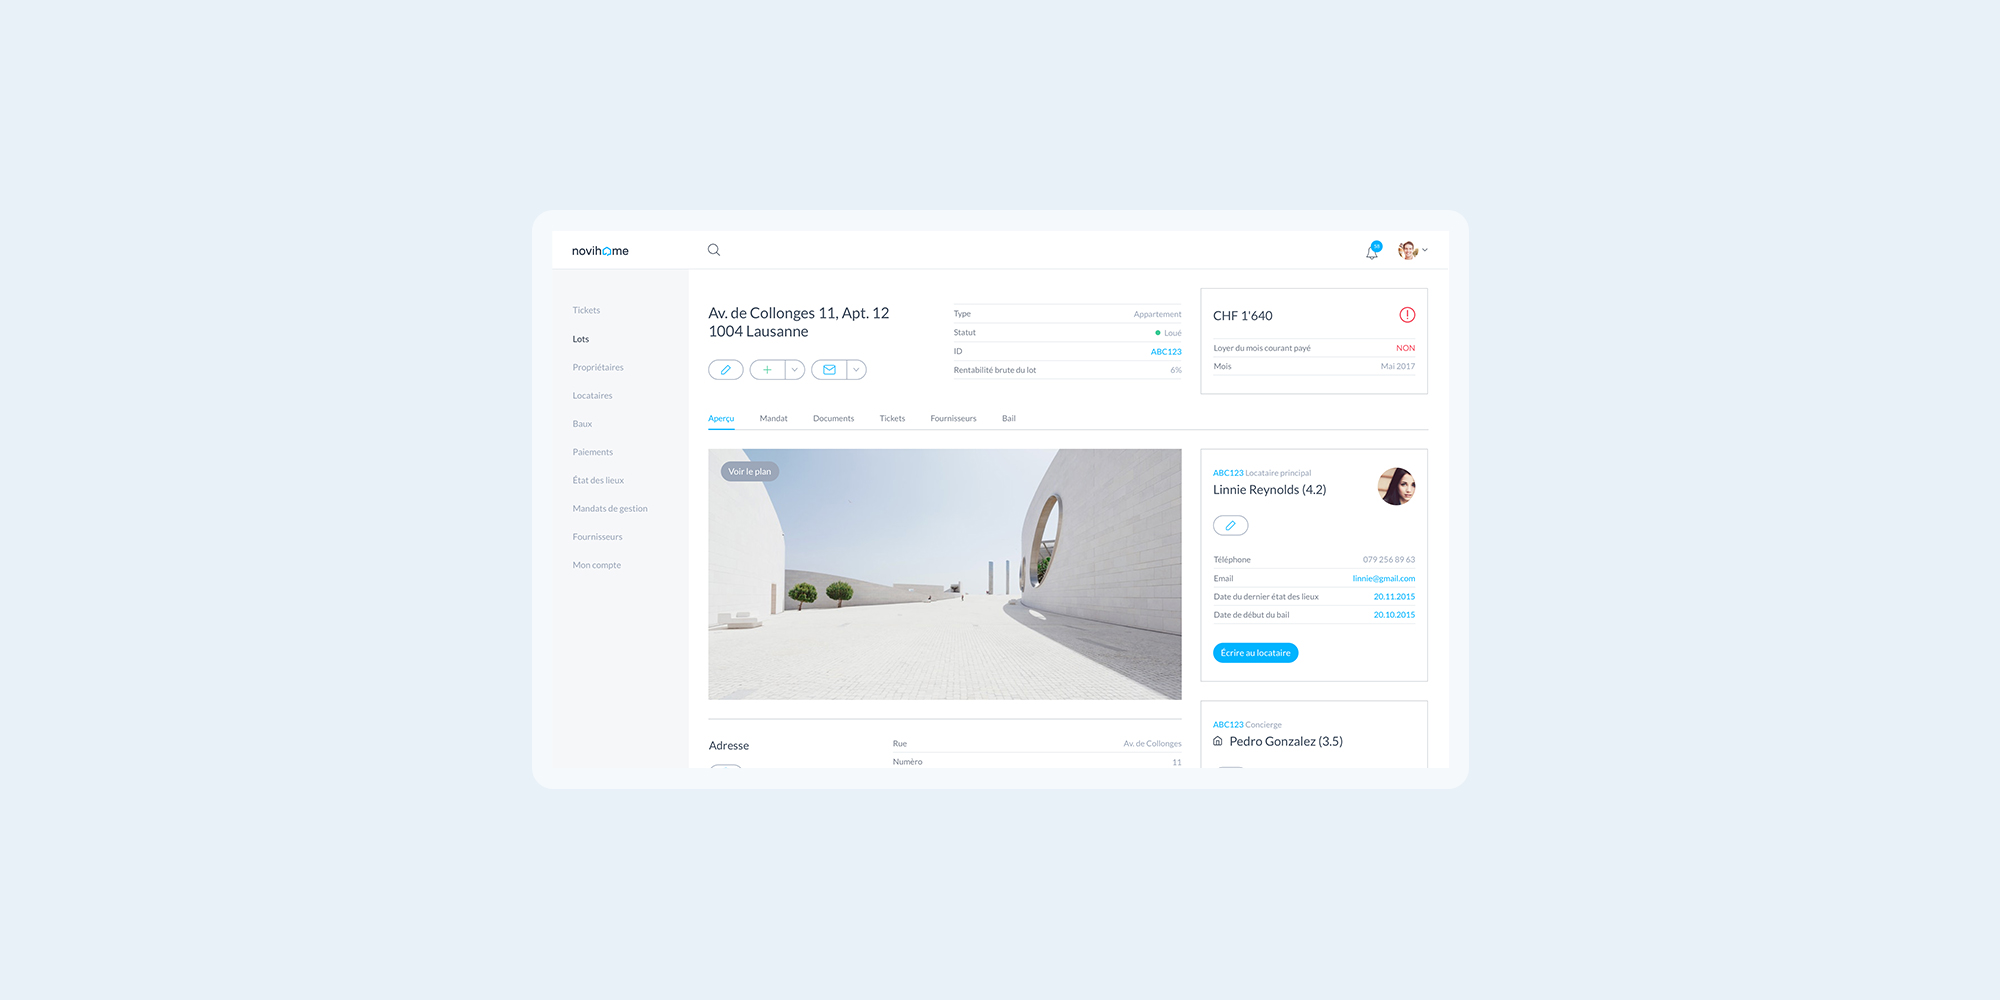 novihome
58
Tickets
Lots
Propriétaires
Locataires
Baux
Paiements
État des lieux
Mandats de gestion
Fournisseurs
Mon compte
Av. de Collonges 11, Apt. 12
1004 Lausanne
Type Appartement
Statut Loué
ID ABC123
Rentabilité brute du lot 6%
CHF 1'640
Loyer du mois courant payé NON
Mois Mai 2017
Aperçu Mandat Documents Tickets Fournisseurs Bail
Voir le plan
ABC123 Locataire principal
Linnie Reynolds (4.2)
Téléphone 079 256 89 63
Email linnie@gmail.com
Date du dernier état des lieux 20.11.2015
Date de début du bail 20.10.2015
Écrire au locataire
Adresse
Rue Av. de Collonges
Numéro 11
ABC123 Concierge
Pedro Gonzalez (3.5)